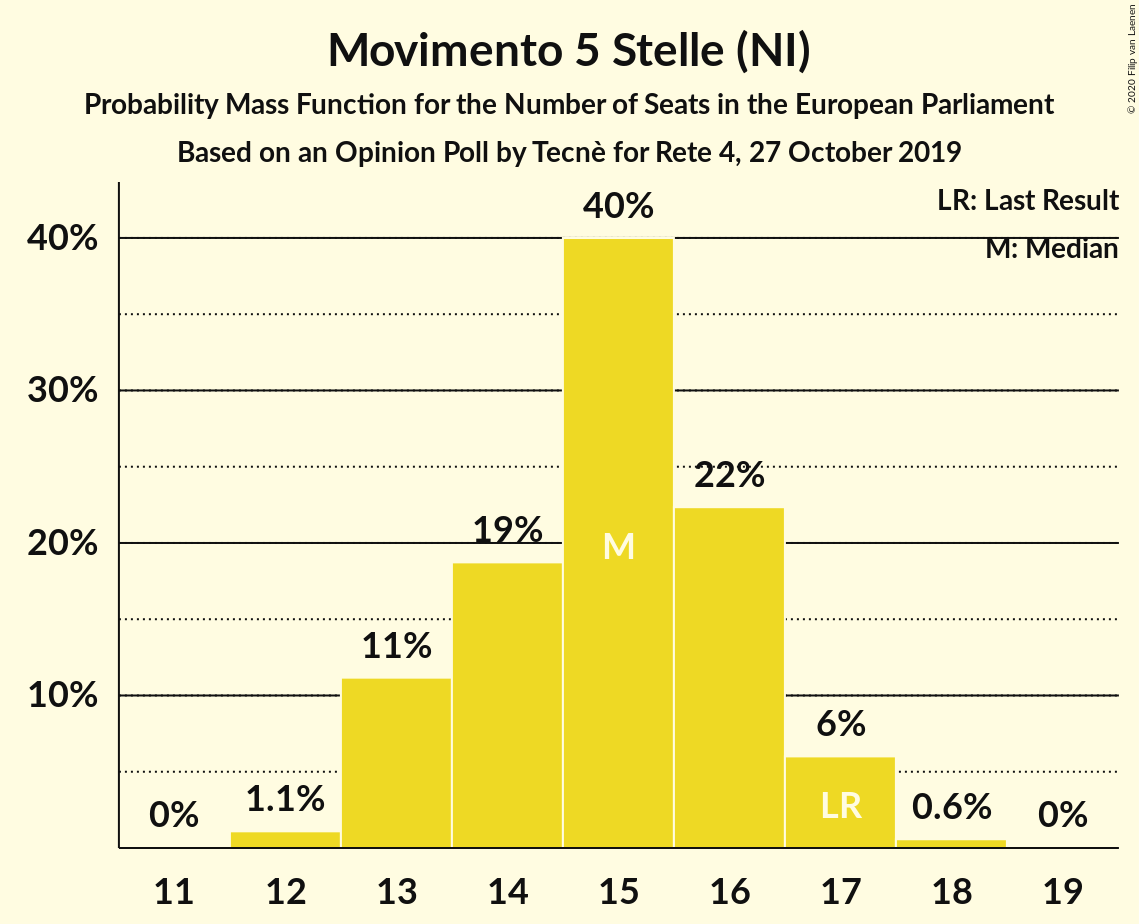 Movimento 5 Stelle (NI)
Probability Mass Function for the Number of Seats in the European Parliament
Based on an Opinion Poll by Tecnè for Rete 4, 27 October 2019
© 2020 Filip van Laenen
LR: Last Result
M: Median
40%
30%
20%
10%
0%
1.1%
11%
19%
40%
M
22%
6%
LR
0.6%
0%
11 12 13 14 15 16 17 18 19